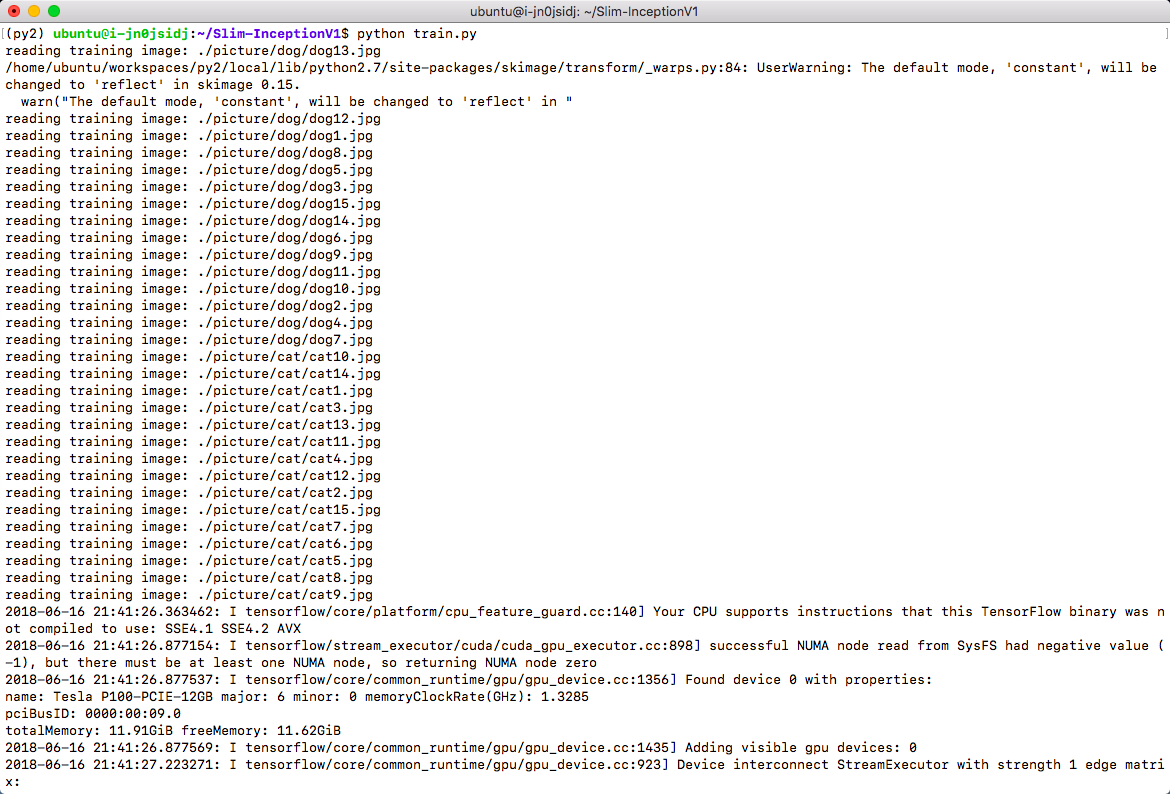 ubuntu@i-jn0jsidj: ~/Slim-InceptionV1
[(py2) ubuntu@i-jn0jsidj:~/Slim-InceptionV1$ python train.py ]
reading training image: ./picture/dog/dog13.jpg
/home/ubuntu/workspaces/py2/local/lib/python2.7/site-packages/skimage/transform/_warps.py:84: UserWarning: The default mode, 'constant', will be
changed to 'reflect' in skimage 0.15.
  warn("The default mode, 'constant', will be changed to 'reflect' in "
reading training image: ./picture/dog/dog12.jpg
reading training image: ./picture/dog/dog1.jpg
reading training image: ./picture/dog/dog8.jpg
reading training image: ./picture/dog/dog5.jpg
reading training image: ./picture/dog/dog3.jpg
reading training image: ./picture/dog/dog15.jpg
reading training image: ./picture/dog/dog14.jpg
reading training image: ./picture/dog/dog6.jpg
reading training image: ./picture/dog/dog9.jpg
reading training image: ./picture/dog/dog11.jpg
reading training image: ./picture/dog/dog10.jpg
reading training image: ./picture/dog/dog2.jpg
reading training image: ./picture/dog/dog4.jpg
reading training image: ./picture/dog/dog7.jpg
reading training image: ./picture/cat/cat10.jpg
reading training image: ./picture/cat/cat14.jpg
reading training image: ./picture/cat/cat1.jpg
reading training image: ./picture/cat/cat3.jpg
reading training image: ./picture/cat/cat13.jpg
reading training image: ./picture/cat/cat11.jpg
reading training image: ./picture/cat/cat4.jpg
reading training image: ./picture/cat/cat12.jpg
reading training image: ./picture/cat/cat2.jpg
reading training image: ./picture/cat/cat15.jpg
reading training image: ./picture/cat/cat7.jpg
reading training image: ./picture/cat/cat6.jpg
reading training image: ./picture/cat/cat5.jpg
reading training image: ./picture/cat/cat8.jpg
reading training image: ./picture/cat/cat9.jpg
2018-06-16 21:41:26.363462: I tensorflow/core/platform/cpu_feature_guard.cc:140] Your CPU supports instructions that this TensorFlow binary was n
ot compiled to use: SSE4.1 SSE4.2 AVX
2018-06-16 21:41:26.877154: I tensorflow/stream_executor/cuda/cuda_gpu_executor.cc:898] successful NUMA node read from SysFS had negative value (
-1), but there must be at least one NUMA node, so returning NUMA node zero
2018-06-16 21:41:26.877537: I tensorflow/core/common_runtime/gpu/gpu_device.cc:1356] Found device 0 with properties:
name: Tesla P100-PCIE-12GB major: 6 minor: 0 memoryClockRate(GHz): 1.3285
pciBusID: 0000:00:09.0
totalMemory: 11.91GiB freeMemory: 11.62GiB
2018-06-16 21:41:26.877569: I tensorflow/core/common_runtime/gpu/gpu_device.cc:1435] Adding visible gpu devices: 0
2018-06-16 21:41:27.223271: I tensorflow/core/common_runtime/gpu/gpu_device.cc:923] Device interconnect StreamExecutor with strength 1 edge matri
x: